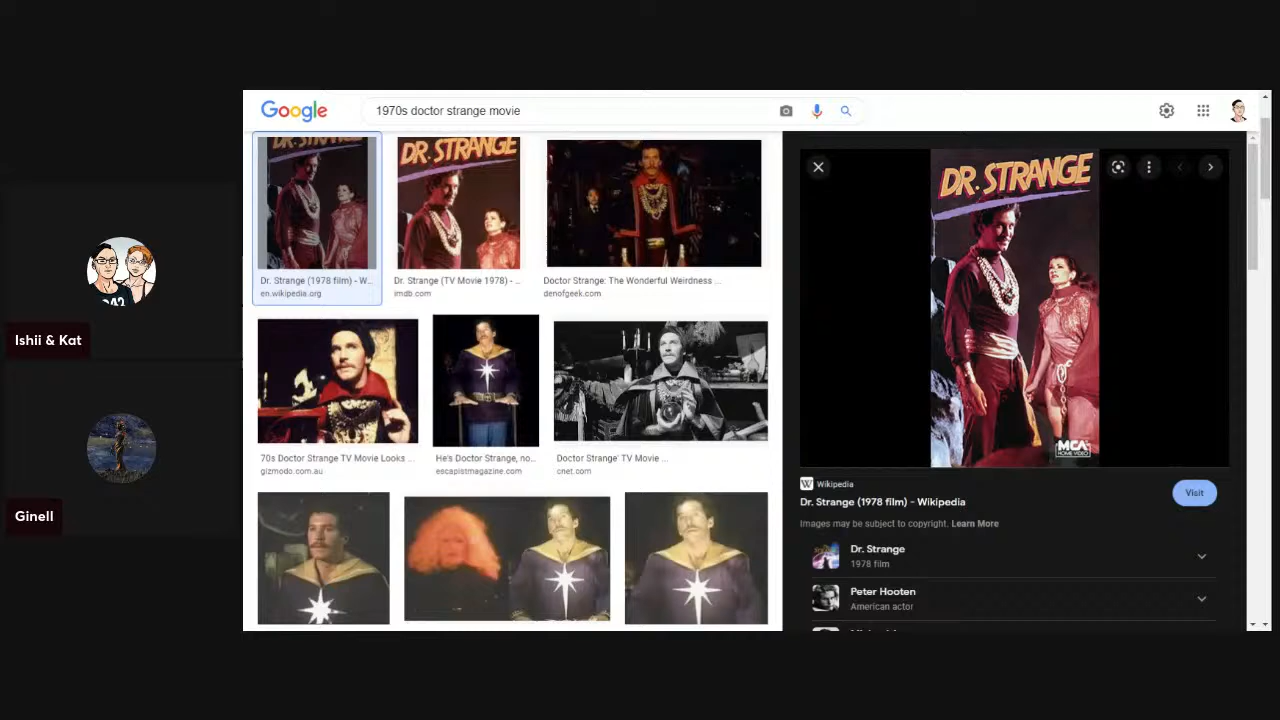 Google
1970s doctor strange movie
DR. STRANGE
DR. STRANGE
DR. STRANGE
Dr. Strange (1978 film) - W...
en.wikipedia.org
Dr. Strange (TV Movie 1978) - ...
imdb.com
Doctor Strange: The Wonderful Weirdness ...
denofgeek.com
Ishii & Kat
70s Doctor Strange TV Movie Looks ...
gizmodo.com.au
He's Doctor Strange, no...
escapistmagazine.com
Doctor Strange' TV Movie ...
cnet.com
MCA
HOME VIDEO
W Wikipedia
Dr. Strange (1978 film) - Wikipedia
Visit
Images may be subject to copyright. Learn More
Ginell
Dr. Strange
1978 film
Peter Hooten
American actor